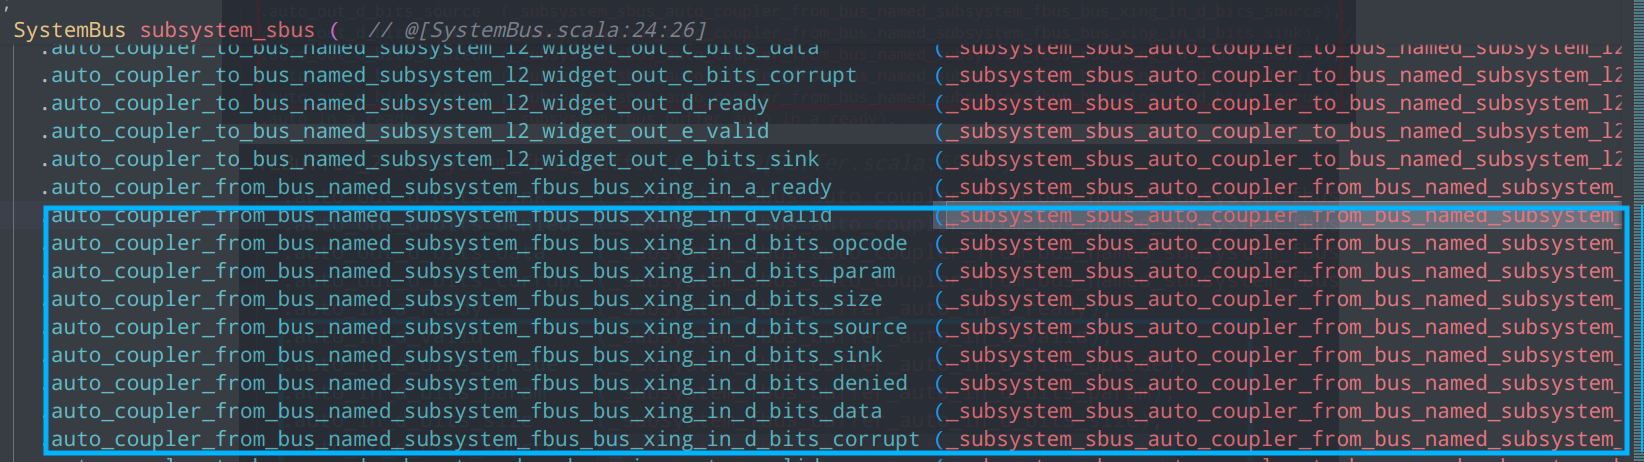 SystemBus subsystem_sbus (   // @[SystemBus.scala:24:26]
.auto_coupler_to_bus_named_subsystem_l2_widget_out_c_bits_data (_subsystem_sbus_auto_coupler_to_bus_named_subsystem_l2
.auto_coupler_to_bus_named_subsystem_l2_widget_out_c_bits_corrupt (_subsystem_sbus_auto_coupler_to_bus_named_subsystem_l2
.auto_coupler_to_bus_named_subsystem_l2_widget_out_d_ready (_subsystem_sbus_auto_coupler_to_bus_named_subsystem_l2
.auto_coupler_to_bus_named_subsystem_l2_widget_out_e_valid (_subsystem_sbus_auto_coupler_to_bus_named_subsystem_l2
.auto_coupler_to_bus_named_subsystem_l2_widget_out_e_bits_sink (_subsystem_sbus_auto_coupler_to_bus_named_subsystem_l2
.auto_coupler_from_bus_named_subsystem_fbus_bus_xing_in_a_ready (_subsystem_sbus_auto_coupler_from_bus_named_subsystem_
.auto_coupler_from_bus_named_subsystem_fbus_bus_xing_in_d_valid (_subsystem_sbus_auto_coupler_from_bus_named_subsystem_
.auto_coupler_from_bus_named_subsystem_fbus_bus_xing_in_d_bits_opcode (_subsystem_sbus_auto_coupler_from_bus_named_subsystem_
.auto_coupler_from_bus_named_subsystem_fbus_bus_xing_in_d_bits_param (_subsystem_sbus_auto_coupler_from_bus_named_subsystem_
.auto_coupler_from_bus_named_subsystem_fbus_bus_xing_in_d_bits_size (_subsystem_sbus_auto_coupler_from_bus_named_subsystem_
.auto_coupler_from_bus_named_subsystem_fbus_bus_xing_in_d_bits_source (_subsystem_sbus_auto_coupler_from_bus_named_subsystem_
.auto_coupler_from_bus_named_subsystem_fbus_bus_xing_in_d_bits_sink (_subsystem_sbus_auto_coupler_from_bus_named_subsystem_
.auto_coupler_from_bus_named_subsystem_fbus_bus_xing_in_d_bits_denied (_subsystem_sbus_auto_coupler_from_bus_named_subsystem_
.auto_coupler_from_bus_named_subsystem_fbus_bus_xing_in_d_bits_data (_subsystem_sbus_auto_coupler_from_bus_named_subsystem_
.auto_coupler_from_bus_named_subsystem_fbus_bus_xing_in_d_bits_corrupt (_subsystem_sbus_auto_coupler_from_bus_named_subsystem_